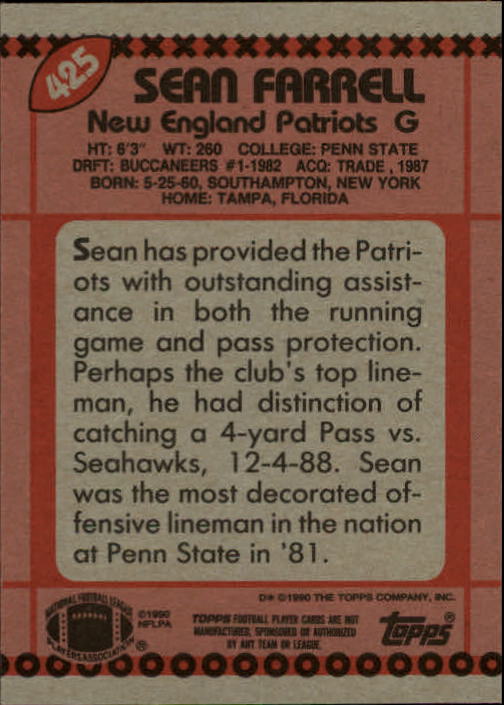 425
SEAN FARRELL
New England Patriots G
HT: 6'3" WT: 260 COLLEGE: PENN STATE
DRFT: BUCCANEERS #1-1982 ACQ: TRADE, 1987
BORN: 5-25-60, SOUTHAMPTON, NEW YORK
HOME: TAMPA, FLORIDA
Sean has provided the Patri-
ots with outstanding assist-
ance in both the running
game and pass protection.
Perhaps the club's top line-
man, he had distinction of
catching a 4-yard Pass vs.
Seahawks, 12-4-88. Sean
was the most decorated of-
fensive lineman in the nation
at Penn State in '81.
D* ©1990 THE TOPPS COMPANY, INC.
NATIONAL FOOTBALL LEAGUE
PLAYERS ASSOCIATION
®
©1990
NFLPA
TOPPS FOOTBALL PLAYER CARDS ARE NOT
MANUFACTURED, SPONSORED OR AUTHORIZED
BY ANY TEAM OR LEAGUE.
topps®